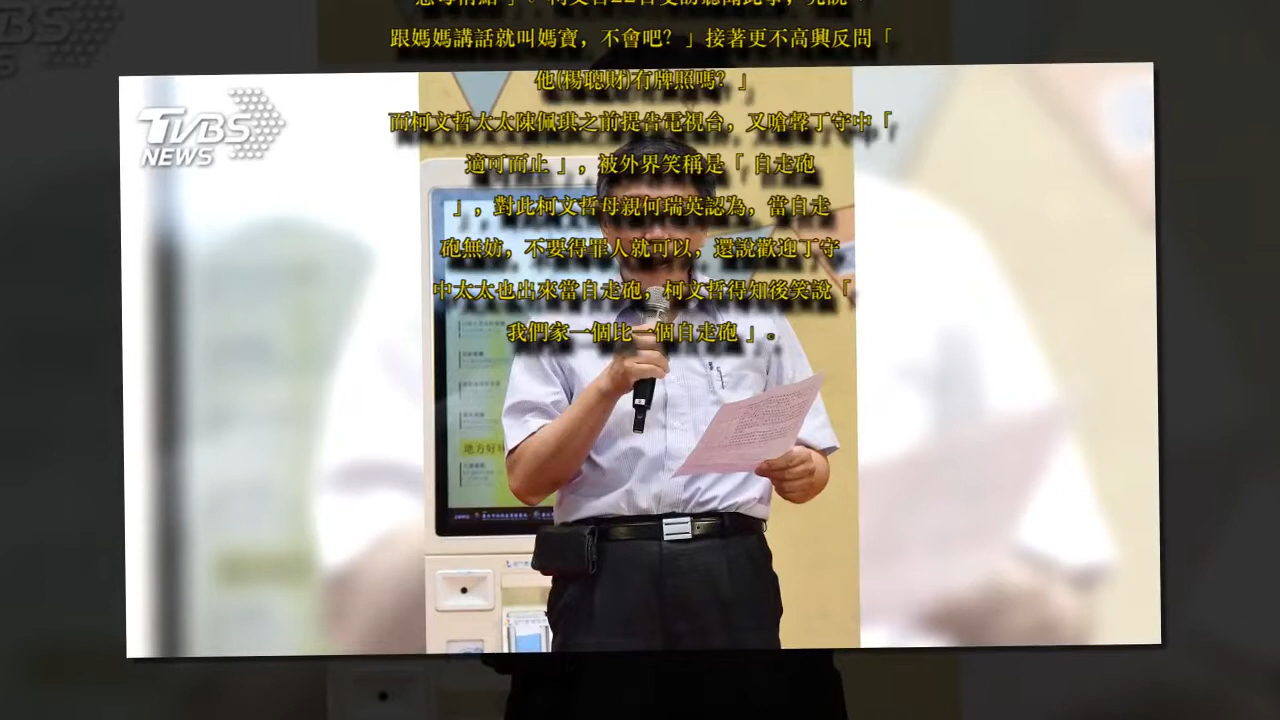 跟媽媽講話就叫媽寶，不會吧？」接著更不高興反問「
他(楊聰財)有牌照嗎？」
而柯文哲太太陳佩琪之前提告電視台，又嗆聲丁守中「
適可而止 」，被外界笑稱是「 自走砲
」，對此柯文哲母親何瑞英認為，當自走
砲無妨，不要得罪人就可以，還說歡迎丁守
中太太也出來當自走砲，柯文哲得知後笑說「
我們家一個比一個自走砲 」。
TVBS
NEWS
地方好